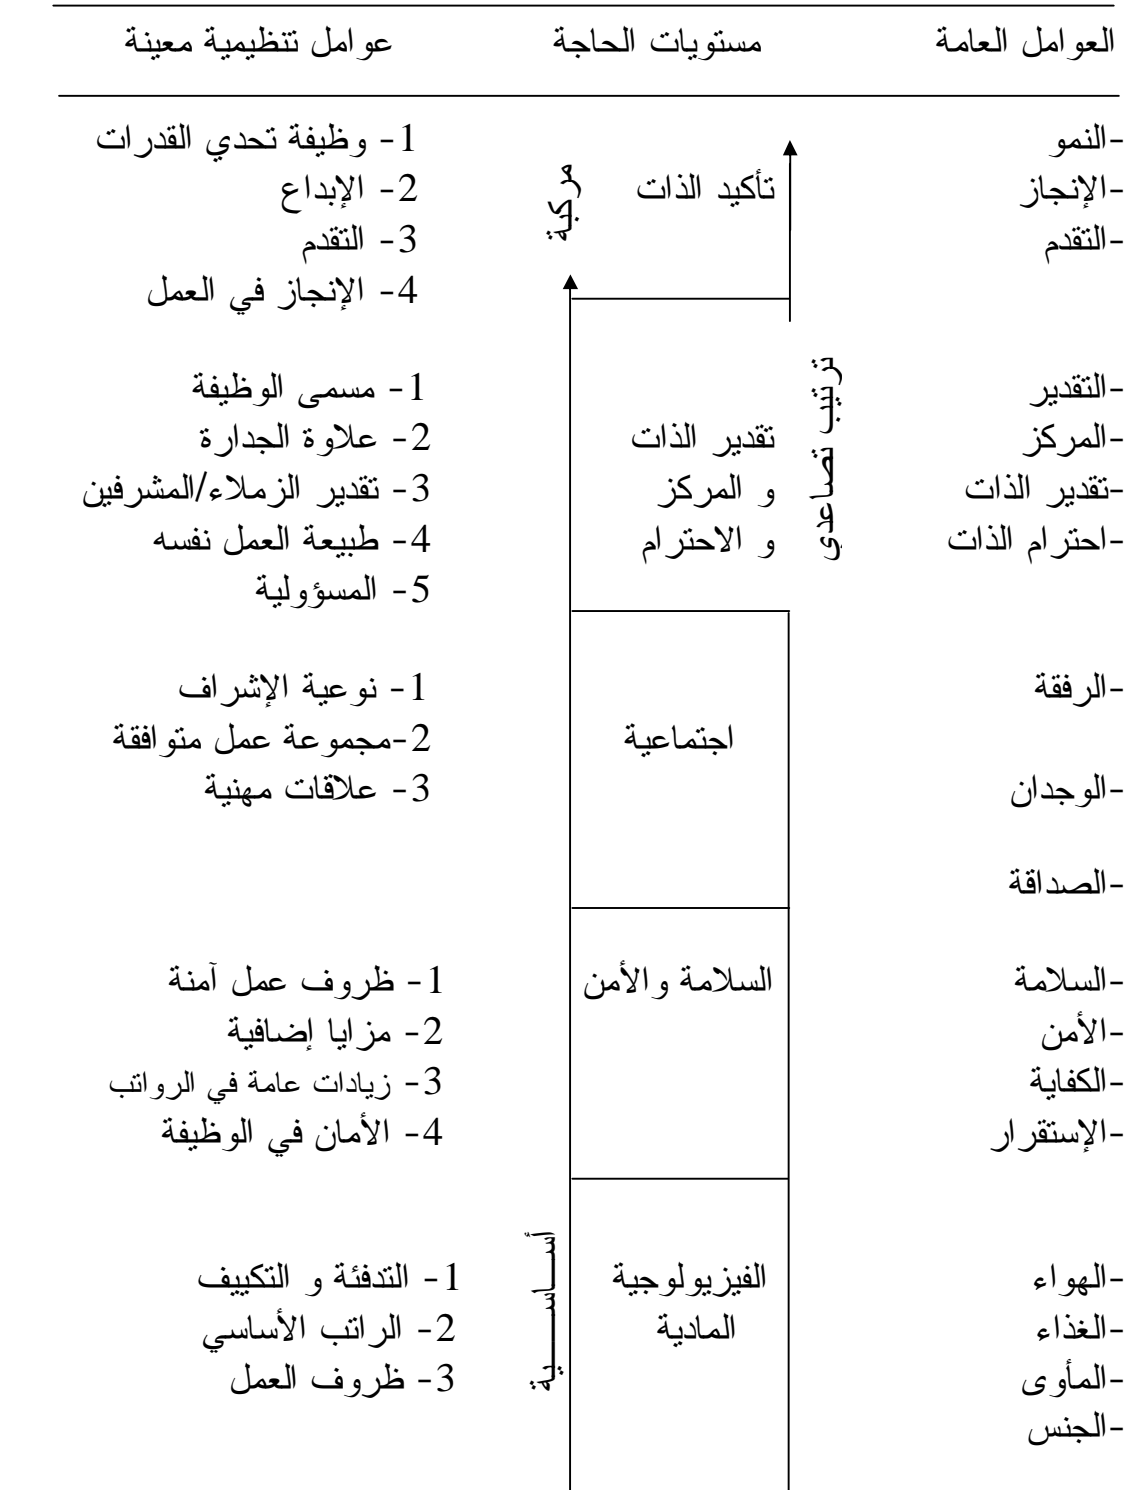 العوامل العامة مستويات الحاجة عوامل تنظيمية معينة
-النمو 1- وظيفة تحدي القدرات
-الإنجاز تأكيد الذات مركبة 2- الإبداع
-التقدم 3- التقدم
4- الإنجاز في العمل
ترتيب تصاعدي
-التقدير 1- مسمى الوظيفة
-المركز تقدير الذات 2- علاوة الجدارة
-تقدير الذات و المركز 3- تقدير الزملاء/المشرفين
-احترام الذات و الاحترام 4- طبيعة العمل نفسه
5- المسؤولية
-الرفقة 1- نوعية الإشراف
اجتماعية 2-مجموعة عمل متوافقة
-الوجدان 3- علاقات مهنية
-الصداقة
-السلامة السلامة والأمن 1- ظروف عمل آمنة
-الأمن 2- مزايا إضافية
-الكفاية 3- زيادات عامة في الرواتب
-الإستقرار 4- الأمان في الوظيفة
أســـاســـــية
-الهواء الفيزيولوجية 1- التدفئة و التكييف
-الغذاء المادية 2- الراتب الأساسي
-المأوى 3- ظروف العمل
-الجنس